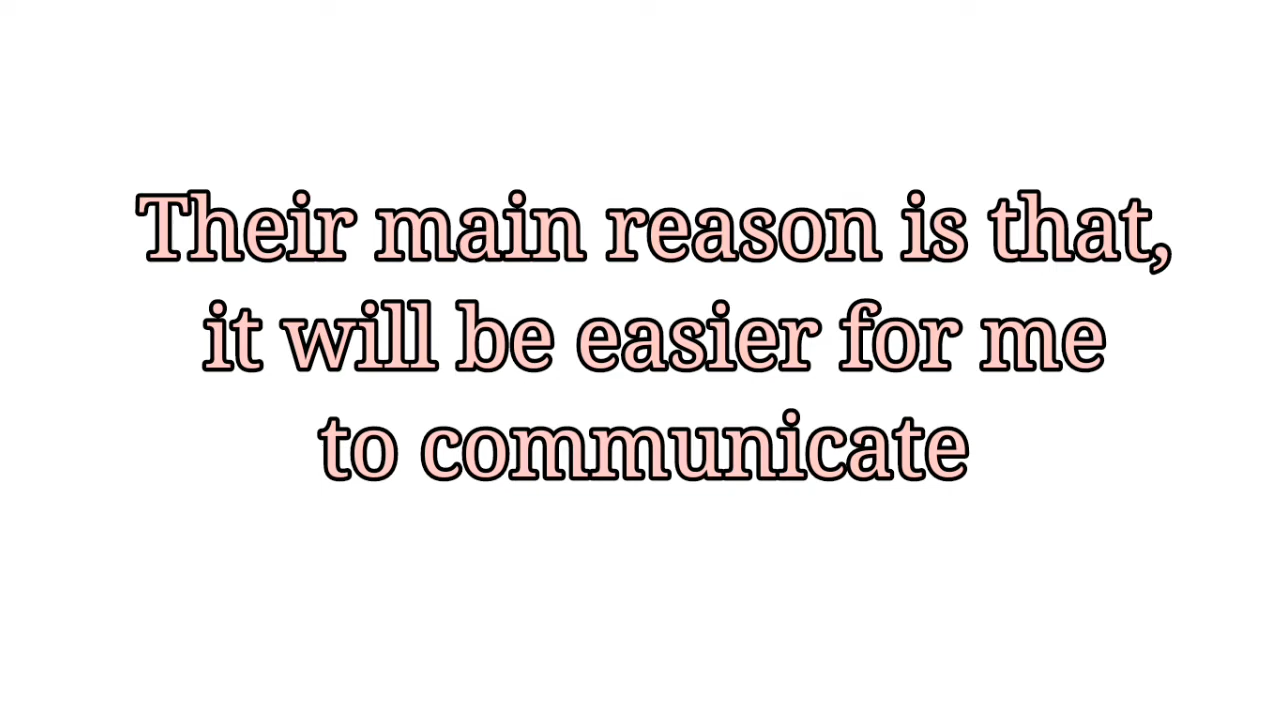 Their main reason is that,
it will be easier for me
to communicate